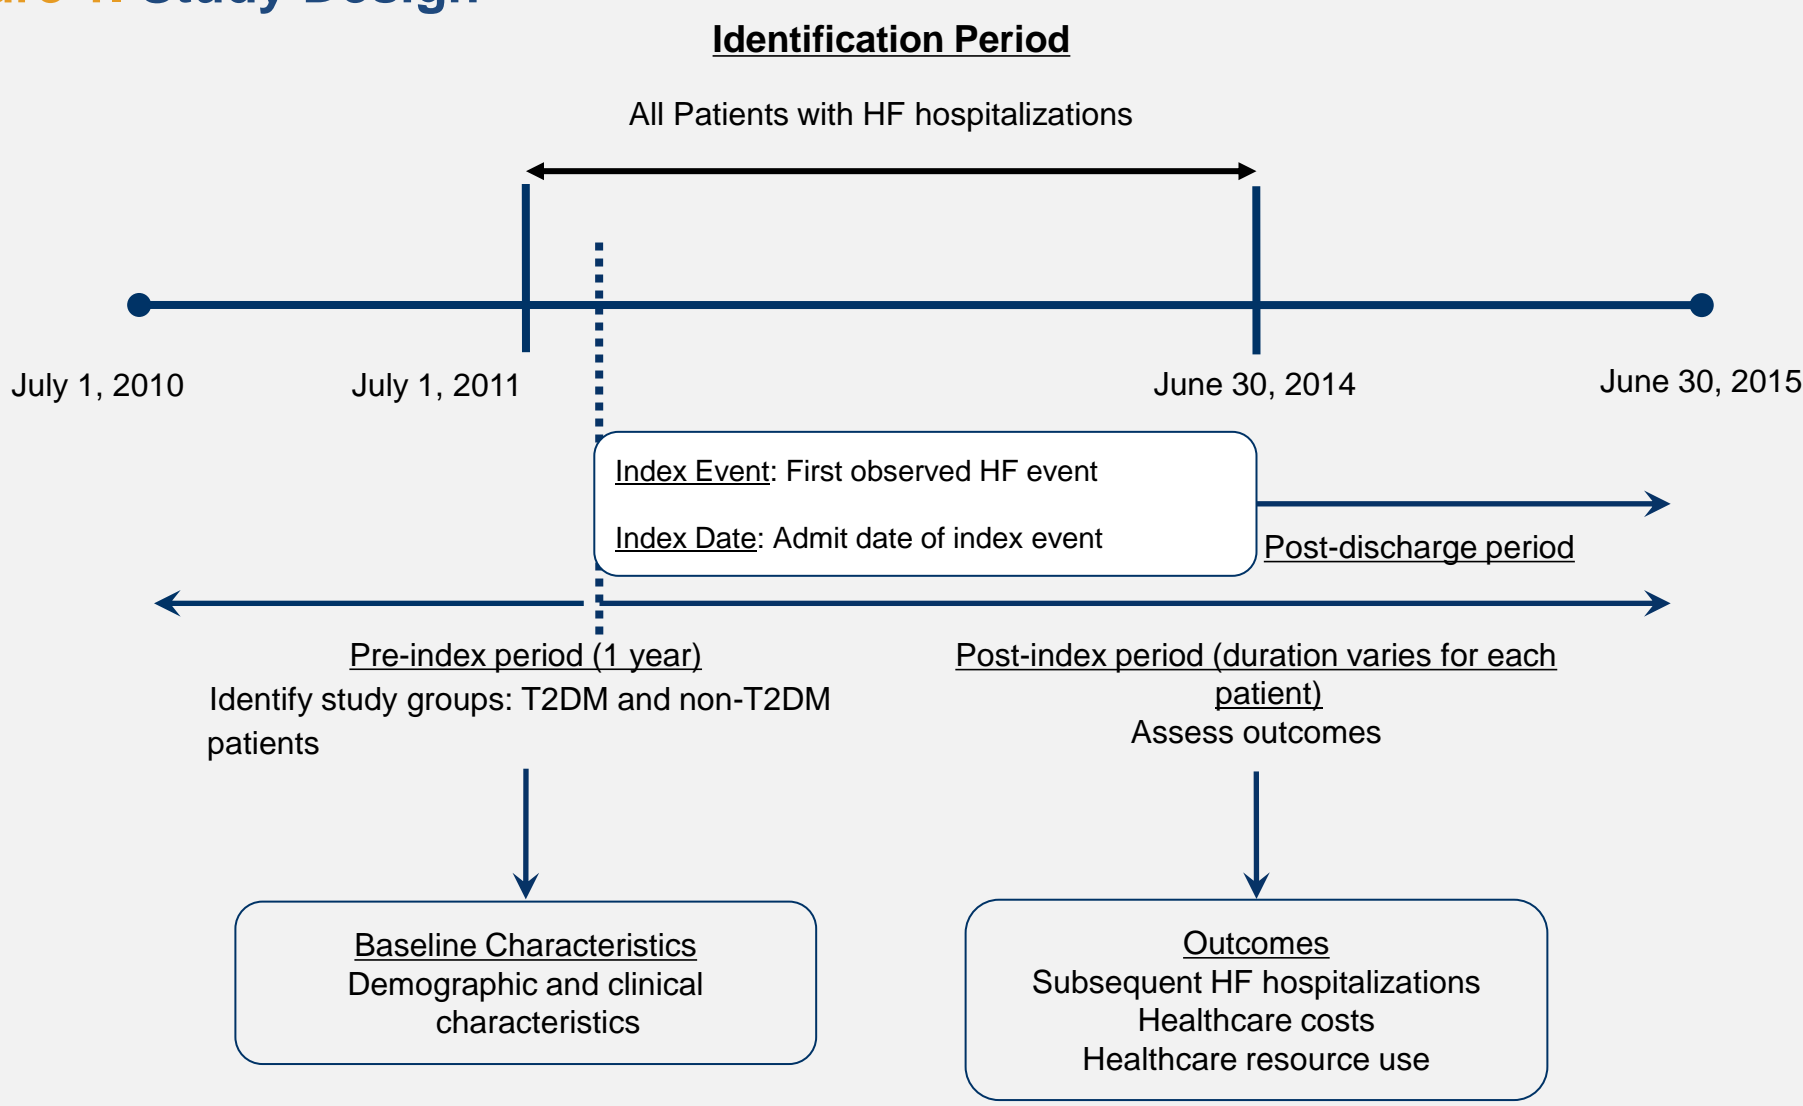 Study Design
Identification Period
All Patients with HF hospitalizations
July 1, 2010
July 1, 2011
June 30, 2014
June 30, 2015
Index Event: First observed HF event
Index Date: Admit date of index event
Post-discharge period
Pre-index period (1 year)
Identify study groups: T2DM and non-T2DM
patients
Post-index period (duration varies for each
patient)
Assess outcomes
Baseline Characteristics
Demographic and clinical
characteristics
Outcomes
Subsequent HF hospitalizations
Healthcare costs
Healthcare resource use